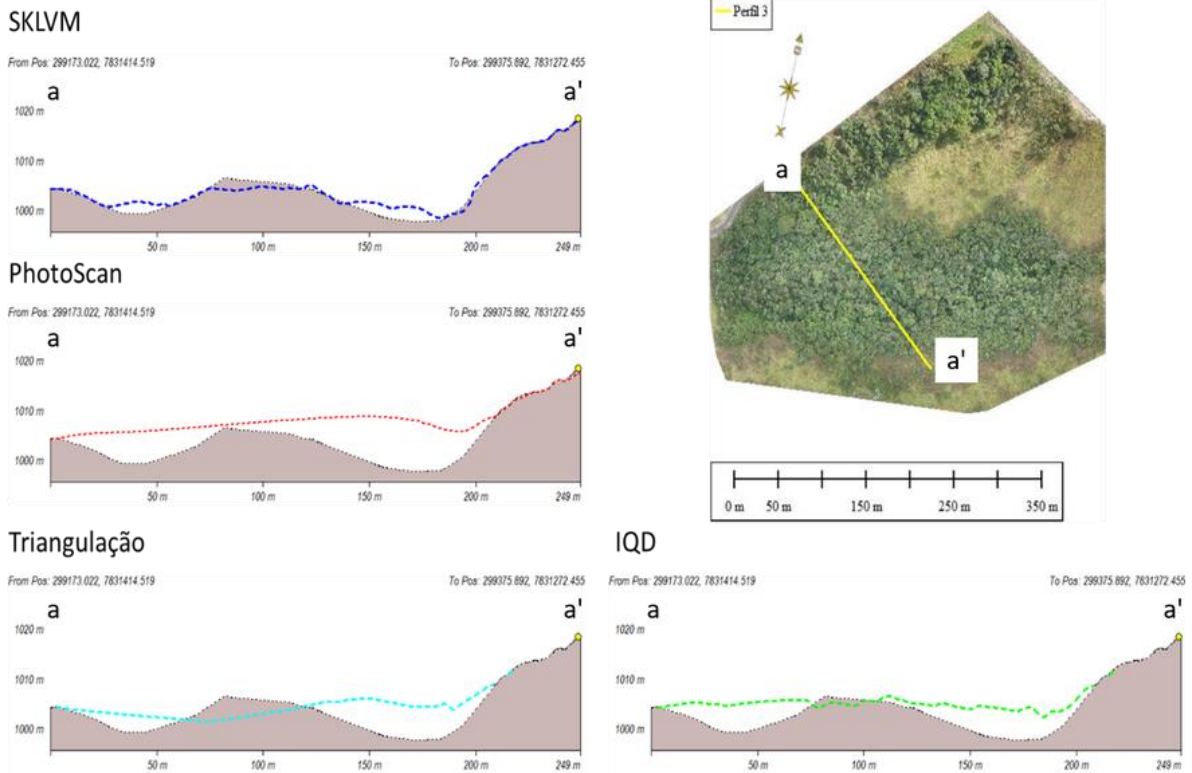 SKLVM
From Pos: 299173.022, 7831414.519 To Pos: 299375.892, 7831272.455
a a'
1020 m
1010 m
1000 m
50 m 100 m 150 m 200 m 249 m
PhotoScan
From Pos: 299173.022, 7831414.519 To Pos: 299375.892, 7831272.455
a a'
1020 m
1010 m
1000 m
50 m 100 m 150 m 200 m 249 m
Perfil 3
a
a'
0 m 50 m 150 m 250 m 350 m
Triangulação
From Pos: 299173.022, 7831414.519 To Pos: 299375.892, 7831272.455
a a'
1020 m
1010 m
1000 m
50 m 100 m 150 m 200 m 249 m
IQD
From Pos: 299173.022, 7831414.519 To Pos: 299375.892, 7831272.455
a a'
1020 m
1010 m
1000 m
50 m 100 m 150 m 200 m 249 m